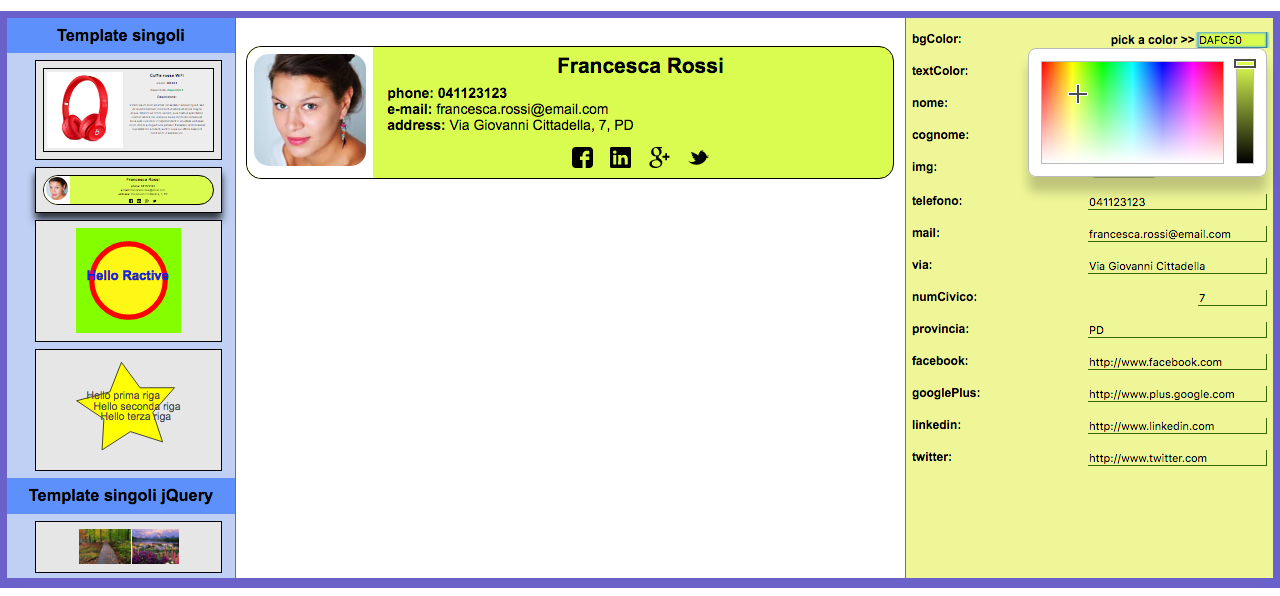 Template singoli
Cuffie rosse WiFi
Hello Ractive
Hello prima riga
Hello seconda riga
Hello terza riga
Template singoli jQuery
Francesca Rossi
phone: 041123123
e-mail: francesca.rossi@email.com
address: Via Giovanni Cittadella, 7, PD
bgColor: pick a color >> DAFC50
textColor:
nome:
cognome:
img:
telefono: 041123123
mail: francesca.rossi@email.com
via: Via Giovanni Cittadella
numCivico: 7
provincia: PD
facebook: http://www.facebook.com
googlePlus: http://www.plus.google.com
linkedin: http://www.linkedin.com
twitter: http://www.twitter.com